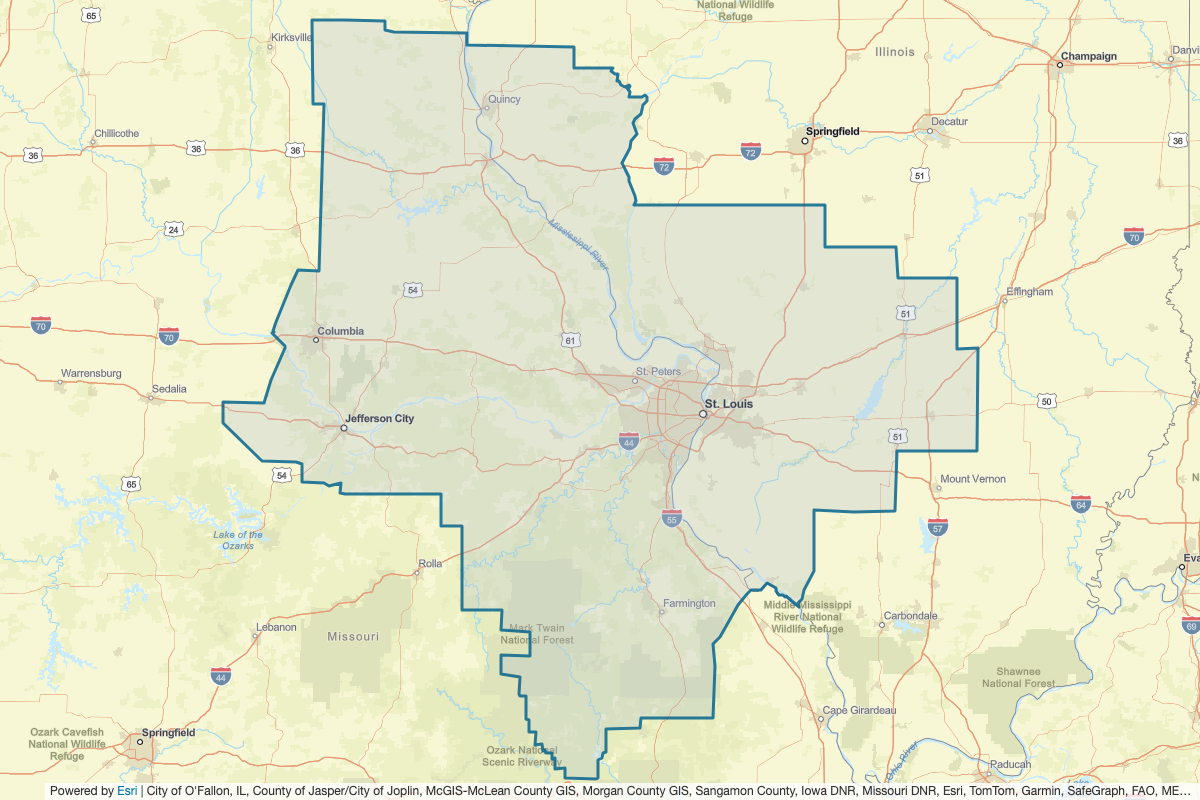 National Wildlife
Refuge
65
Kirksville
Illinois
Champaign
Danvi
Quincy
Springfield
Decatur
Chillicothe
36
36
36
36
72
72
51
24
Mississippi River
70
54
Effingham
51
70
70
Columbia
61
Warrensburg
Sedalia
St. Peters
St. Louis
50
Jefferson City
44
51
54
65
Mount Vernon
64
55
57
Lake of the
Ozarks
Rolla
Eva
Farmington
Middle Mississippi
River National
Wildlife Refuge
Carbondale
69
Lebanon
Missouri
Mark Twain
National Forest
44
Shawnee
National Forest
Cape Girardeau
Ozark Cavefish
National Wildlife
Refuge
Springfield
Ozark National
Scenic Riverway
Ohio River
Paducah
Powered by Esri | City of O'Fallon, IL, County of Jasper/City of Joplin, McGIS-McLean County GIS, Morgan County GIS, Sangamon County, Iowa DNR, Missouri DNR, Esri, TomTom, Garmin, SafeGraph, FAO, ME...